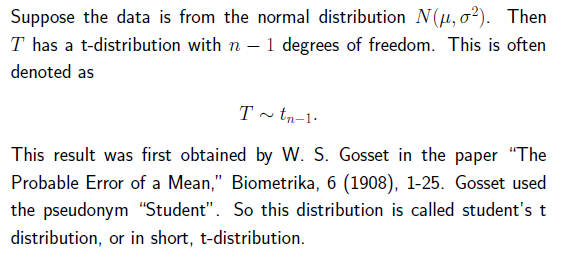 Suppose the data is from the normal distribution N(μ, σ²). Then
T has a t-distribution with n − 1 degrees of freedom. This is often
denoted as
T ∼ tₙ₋₁.
This result was first obtained by W. S. Gosset in the paper “The
Probable Error of a Mean,” Biometrika, 6 (1908), 1-25. Gosset used
the pseudonym “Student”. So this distribution is called student’s t
distribution, or in short, t-distribution.